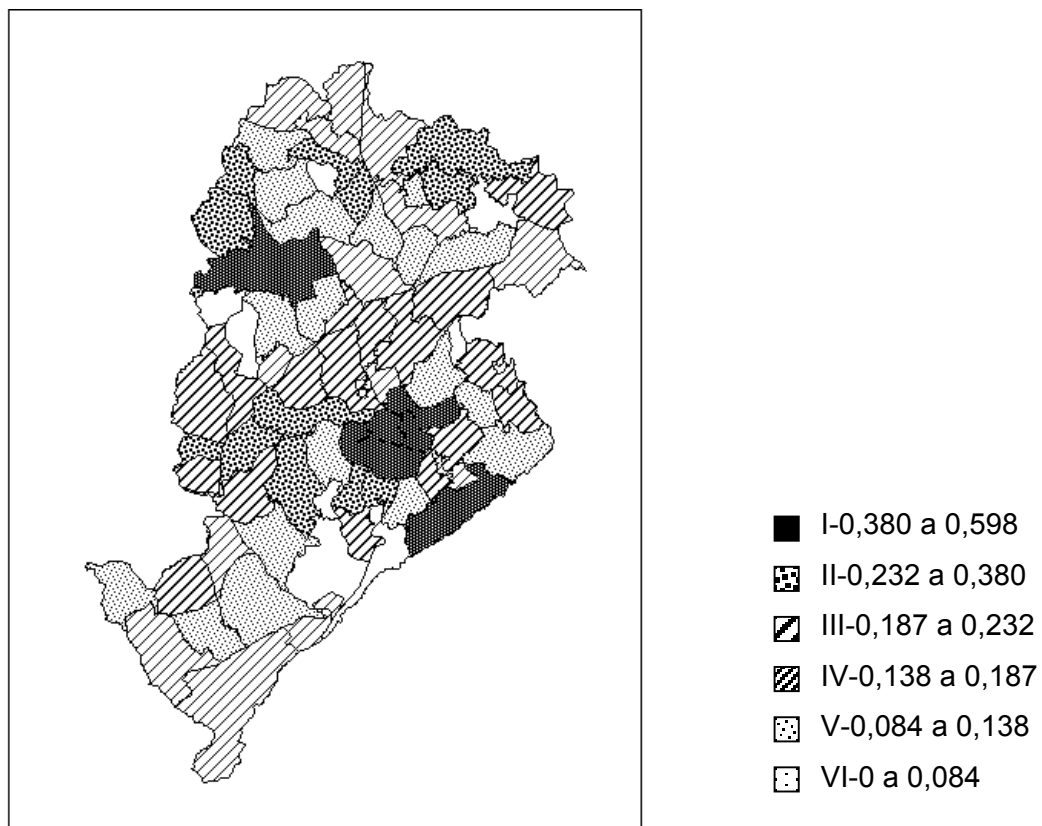 I-0,380 a 0,598
II-0,232 a 0,380
III-0,187 a 0,232
IV-0,138 a 0,187
V-0,084 a 0,138
VI-0 a 0,084